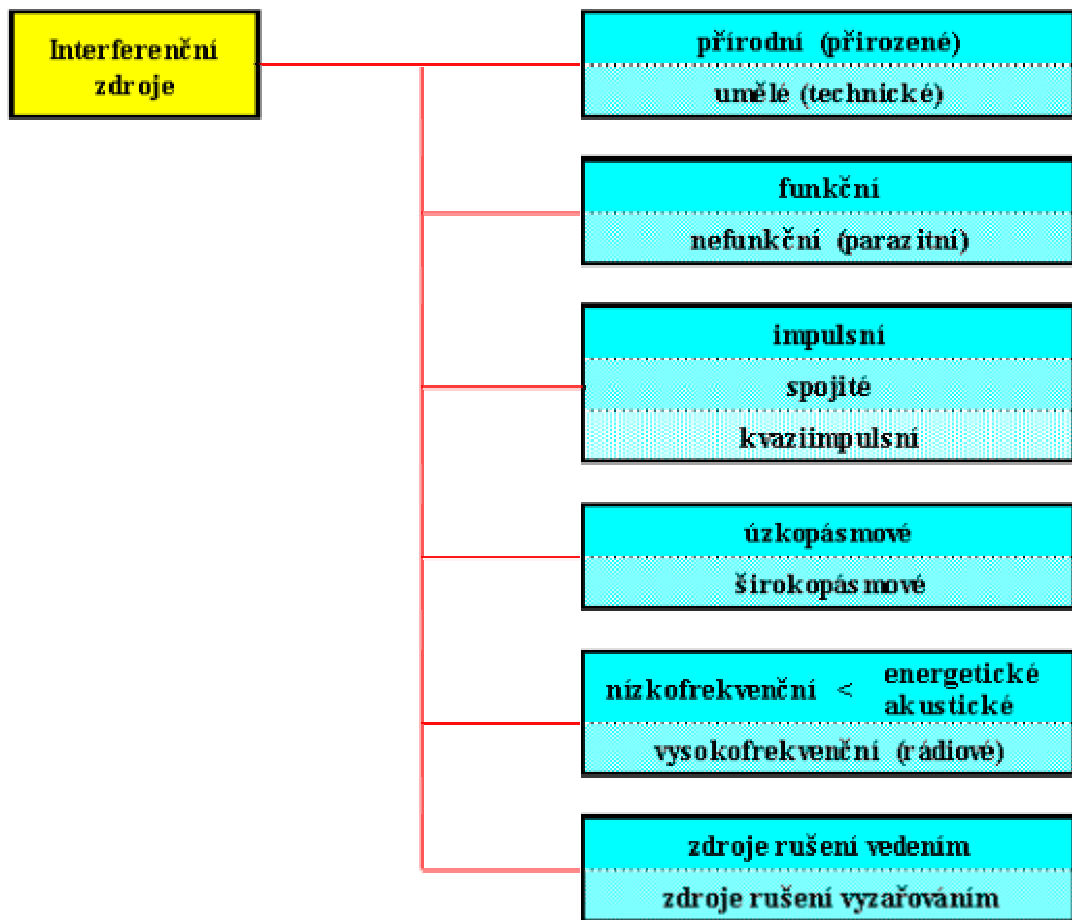 Interferenční
zdroje
přírodní (přirozené)
umělé (technické)
funkční
nefunkční (parazitní)
impulsní
spojité
kvaziimpulsní
úzkopásmové
širokopásmové
nízkofrekvenční < energetické
akustické
vysokofrekvenční (rádiové)
zdroje rušení vedením
zdroje rušení vyzařováním